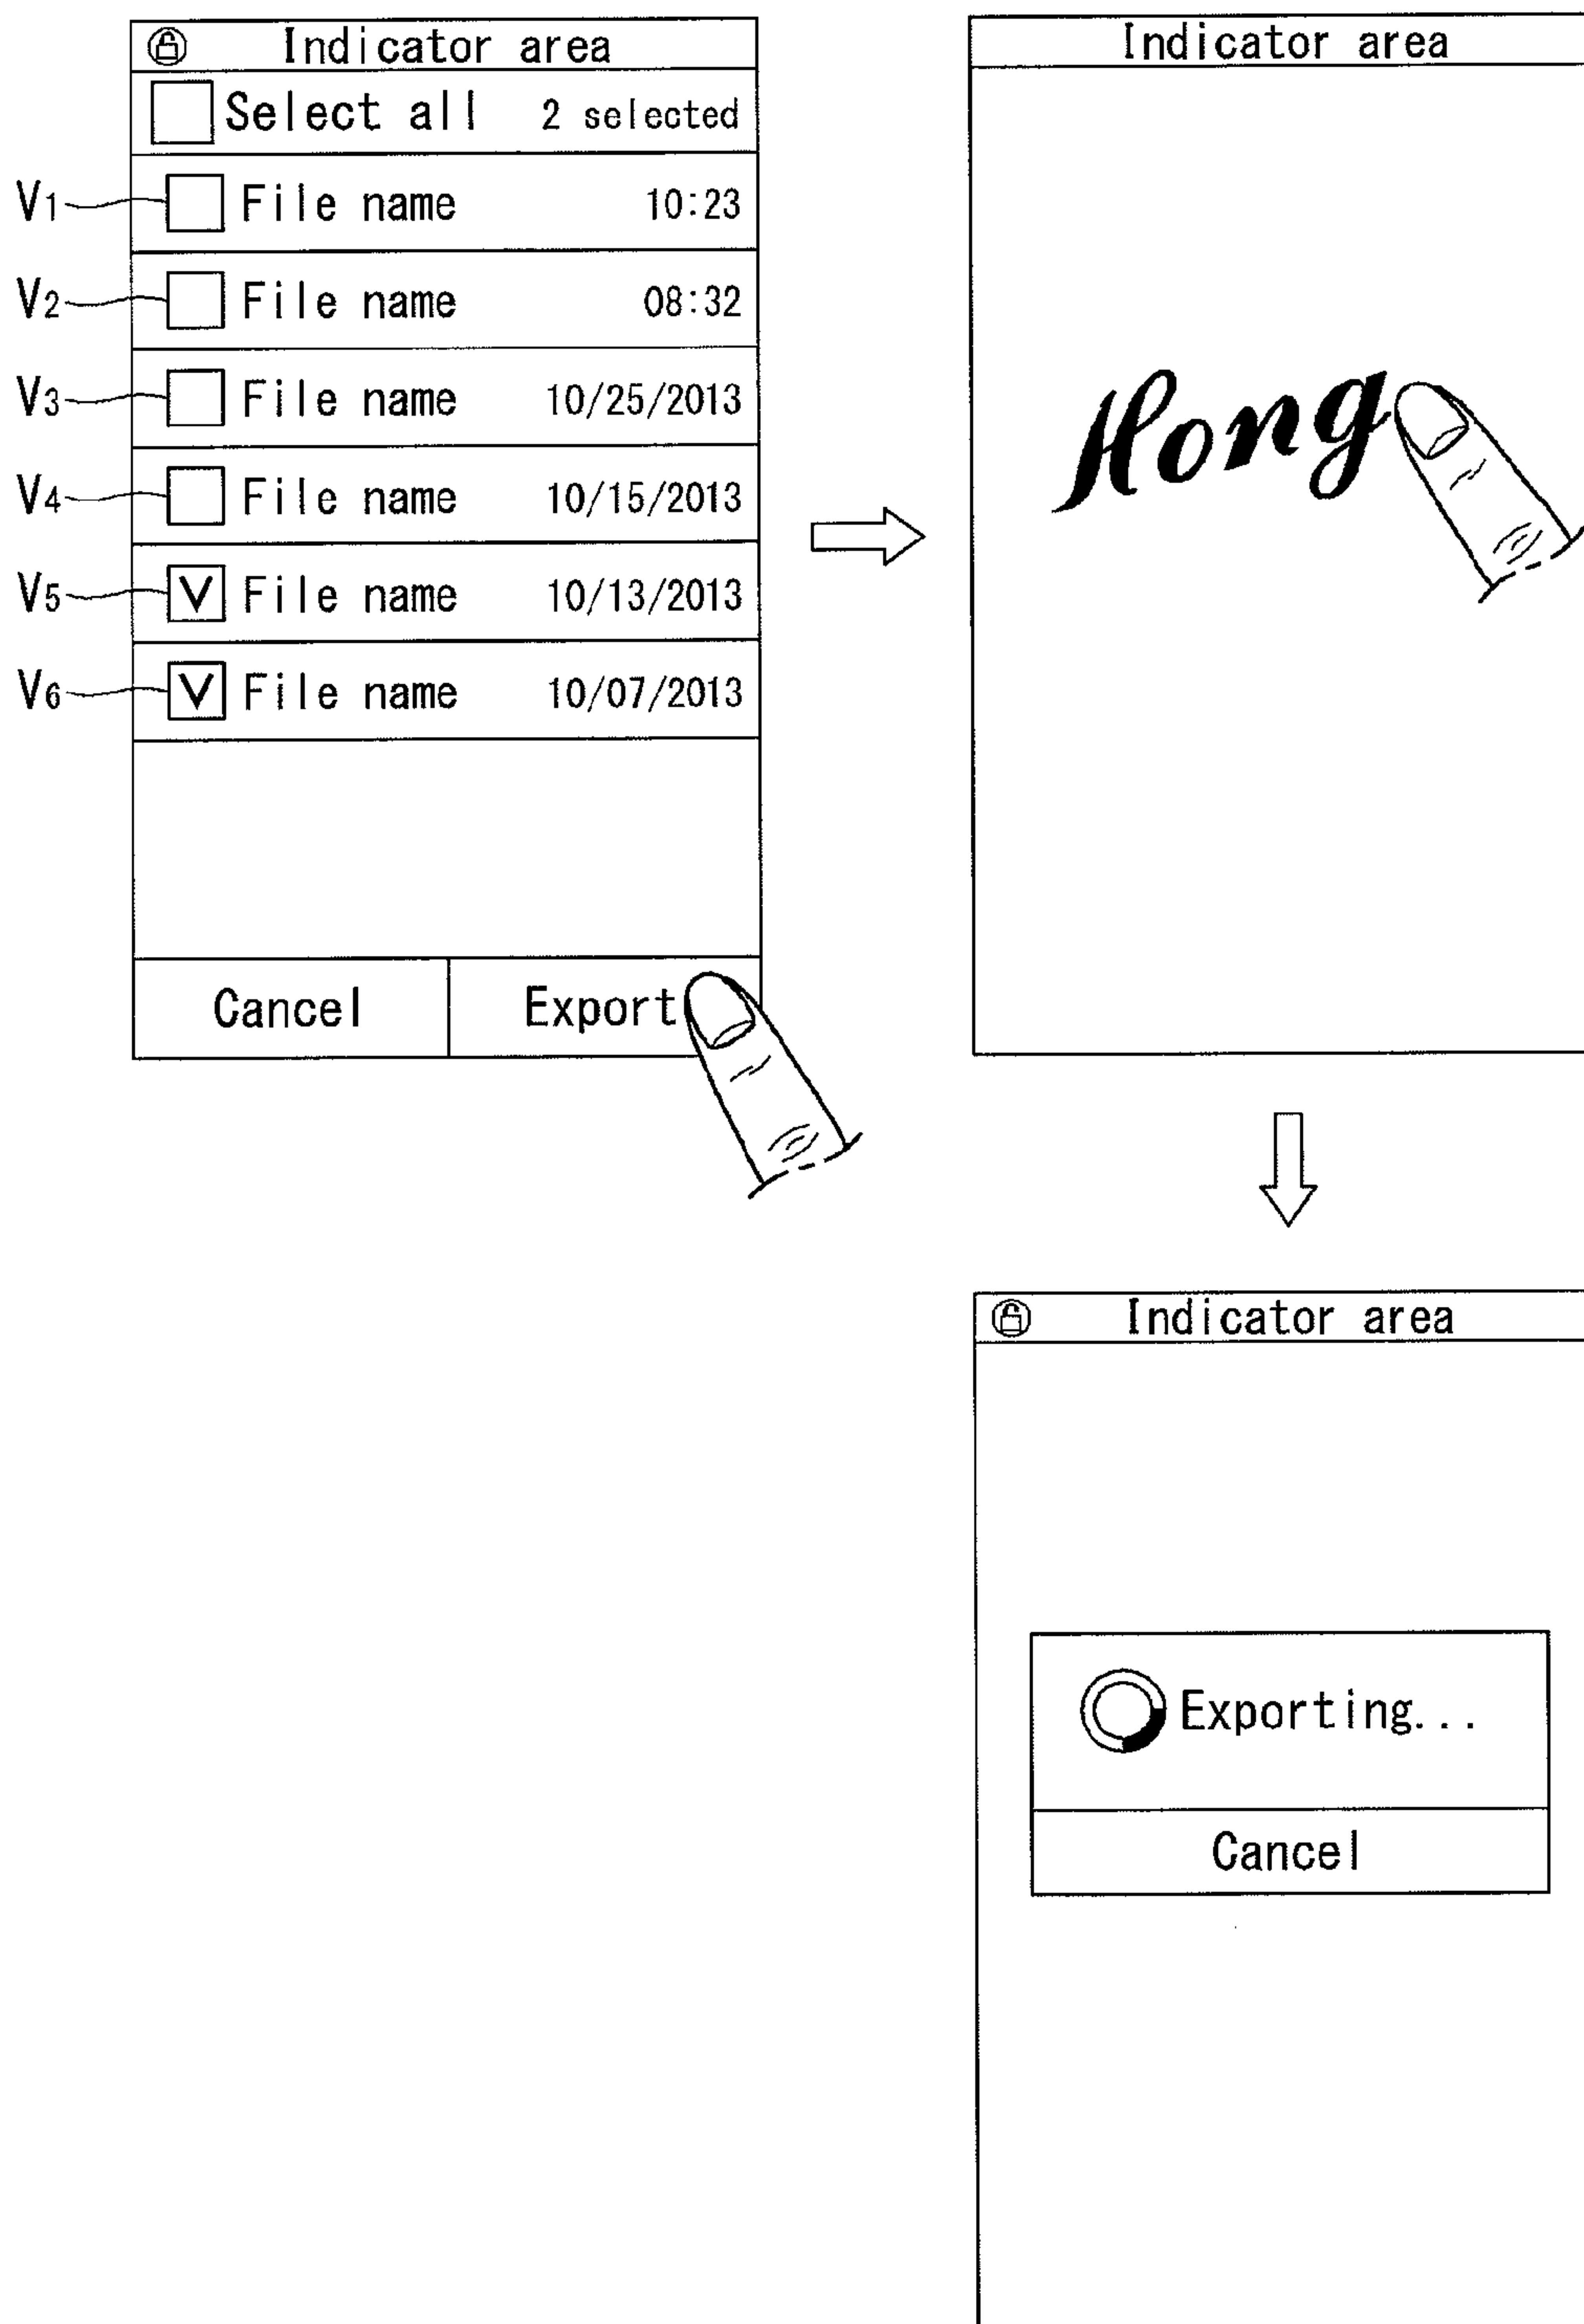 Indicator area
Select all 2 selected
V1 File name 10:23
V2 File name 08:32
V3 File name 10/25/2013
V4 File name 10/15/2013
V5 V File name 10/13/2013
V6 V File name 10/07/2013
Cancel Export
Indicator area
Hong
Indicator area
Exporting...
Cancel